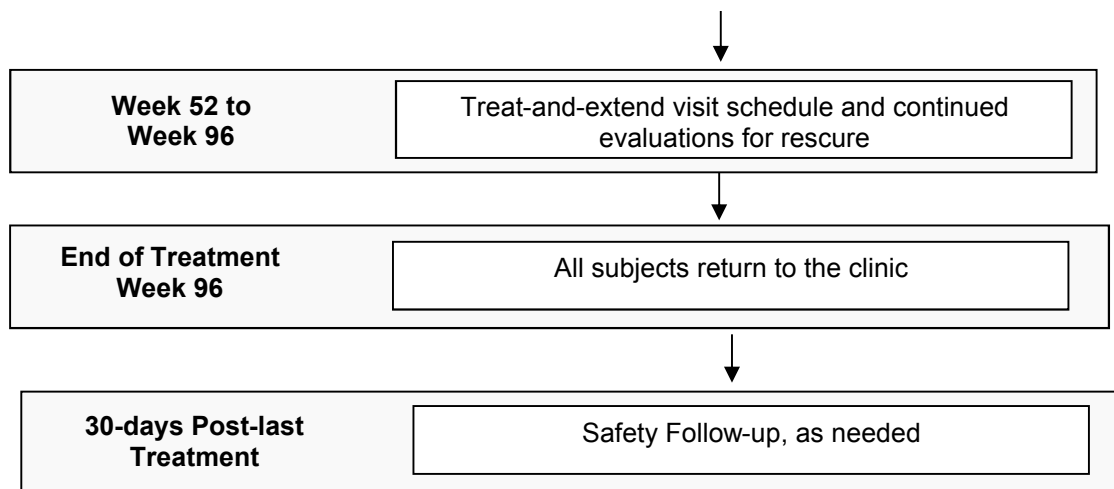 Week 52 to
Week 96
Treat-and-extend visit schedule and continued
evaluations for rescure
End of Treatment
Week 96
All subjects return to the clinic
30-days Post-last
Treatment
Safety Follow-up, as needed